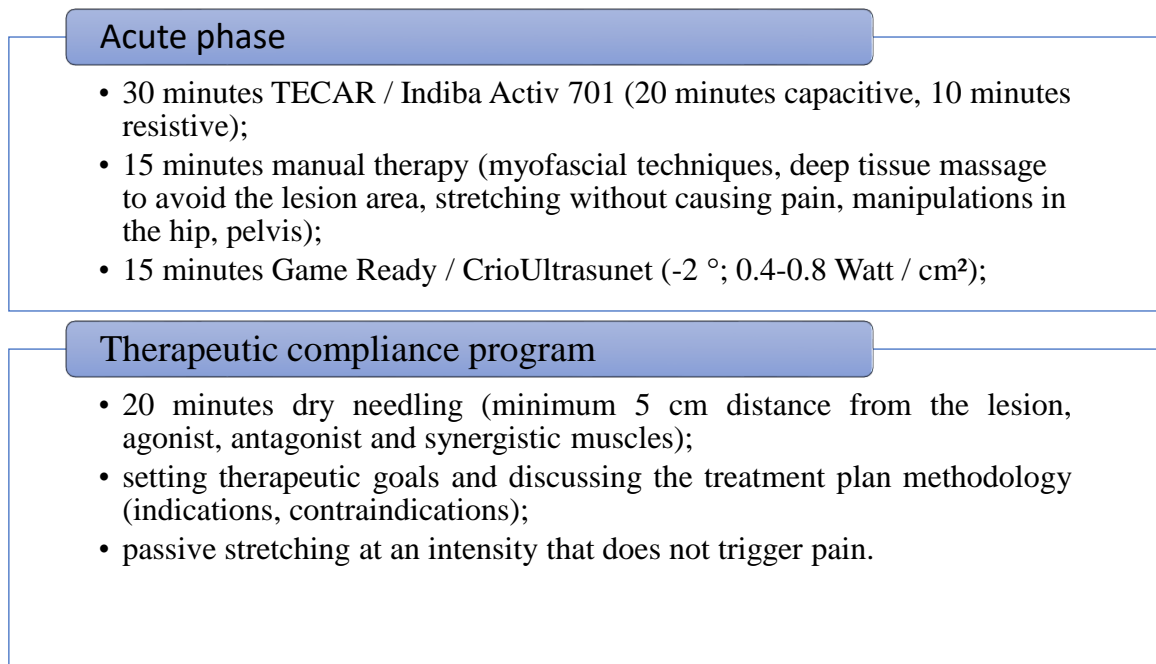 Acute phase
• 30 minutes TECAR / Indiba Activ 701 (20 minutes capacitive, 10 minutes
resistive);
• 15 minutes manual therapy (myofascial techniques, deep tissue massage
to avoid the lesion area, stretching without causing pain, manipulations in
the hip, pelvis);
• 15 minutes Game Ready / CrioUltrasunet (-2 °; 0.4-0.8 Watt / cm²);
Therapeutic compliance program
• 20 minutes dry needling (minimum 5 cm distance from the lesion,
agonist, antagonist and synergistic muscles);
• setting therapeutic goals and discussing the treatment plan methodology
(indications, contraindications);
• passive stretching at an intensity that does not trigger pain.